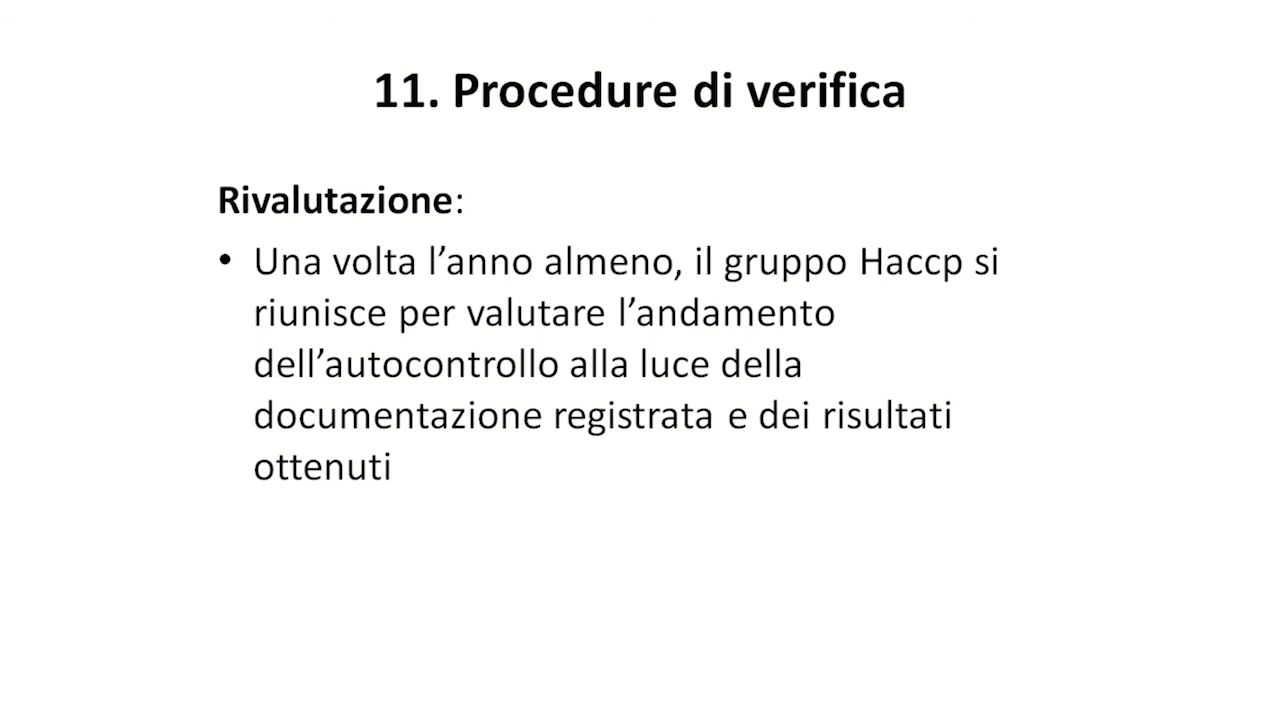 11. Procedure di verifica
Rivalutazione:
• Una volta l’anno almeno, il gruppo Haccp si
riunisce per valutare l’andamento
dell’autocontrollo alla luce della
documentazione registrata e dei risultati
ottenuti